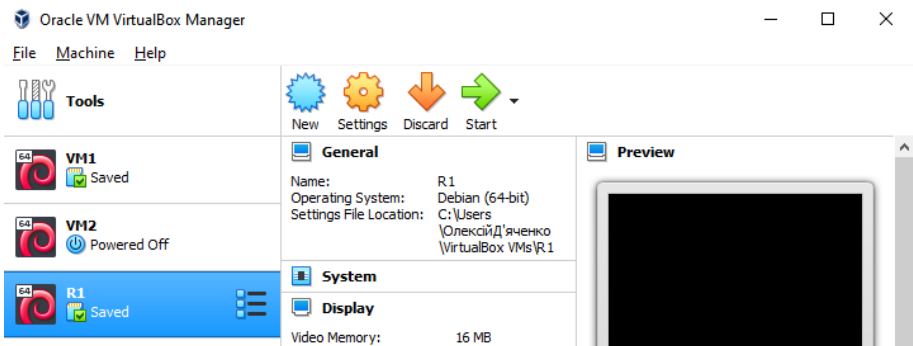 Oracle VM VirtualBox Manager
File Machine Help
Tools
New Settings Discard Start
64
VM1
Saved
64
VM2
Powered Off
64
R1
Saved
General
Name: R1
Operating System: Debian (64-bit)
Settings File Location: C:\Users
\ОлексійД'яченко
\VirtualBox VMs\R1
System
Display
Video Memory: 16 MB
Preview